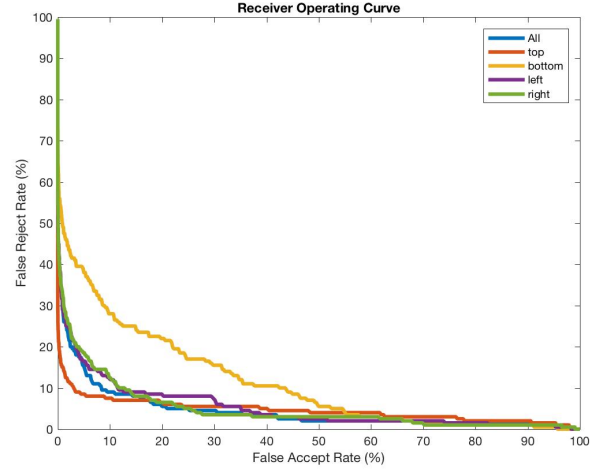 Receiver Operating Curve
All
top
bottom
left
right
100
90
80
70
60
50
40
30
20
10
0
False Reject Rate (%)
0 10 20 30 40 50 60 70 80 90 100
False Accept Rate (%)